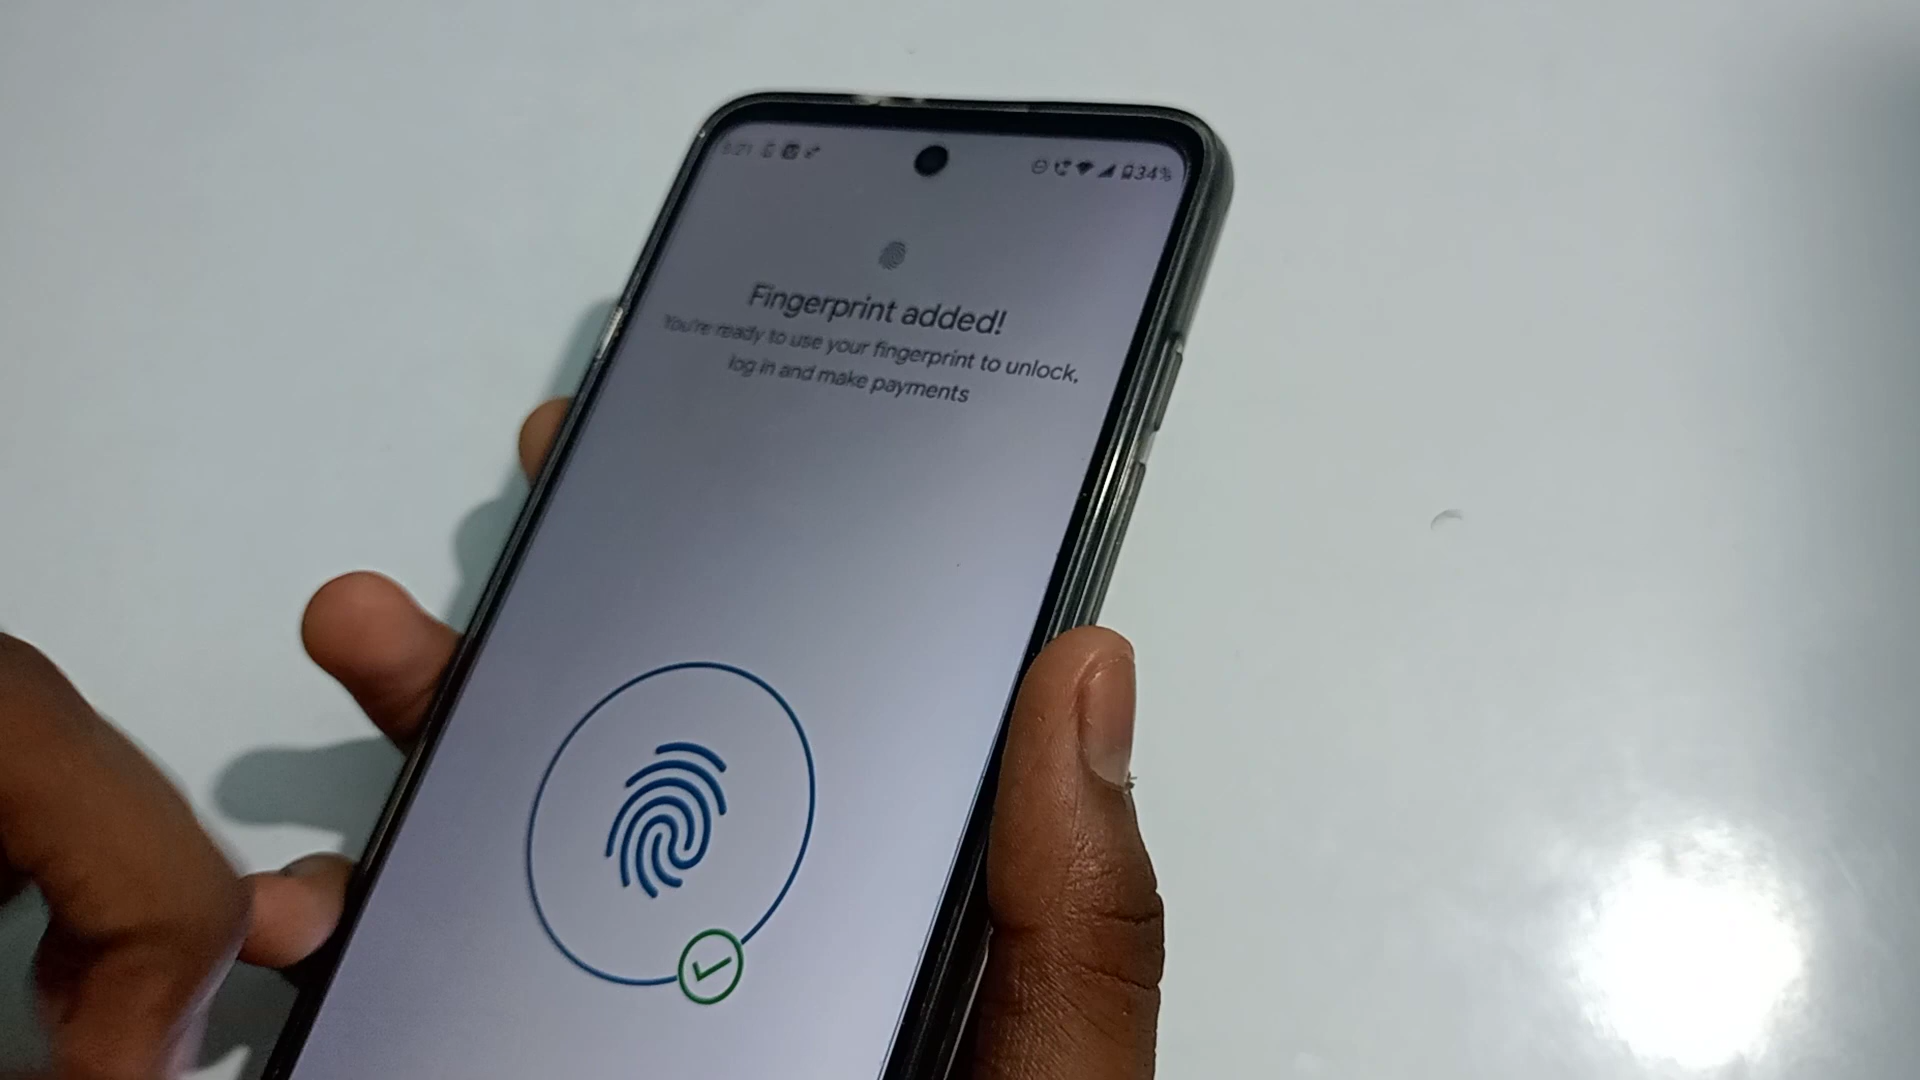 34%
Fingerprint added!
You're ready to use your fingerprint to unlock,
log in and make payments